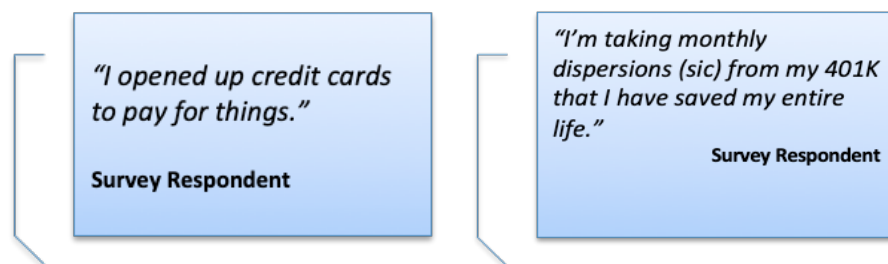 “I opened up credit cards
to pay for things.”
Survey Respondent
“I’m taking monthly
dispersions (sic) from my 401K
that I have saved my entire
life.”
Survey Respondent